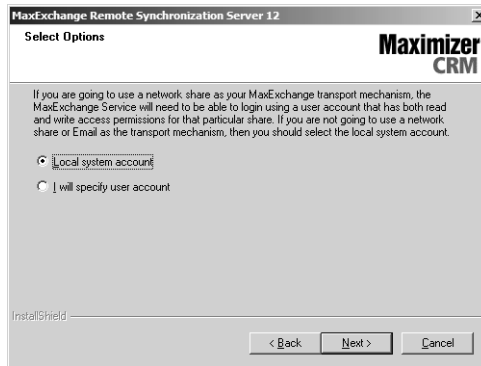 MaxExchange Remote Synchronization Server 12
Select Options
Maximizer
CRM
If you are going to use a network share as your MaxExchange transport mechanism, the
MaxExchange Service will need to be able to login using a user account that has both read
and write access permissions for that particular share. If you are not going to use a network
share or Email as the transport mechanism, then you should select the local system account.
Local system account
I will specify user account
InstallShield
< Back
Next >
Cancel